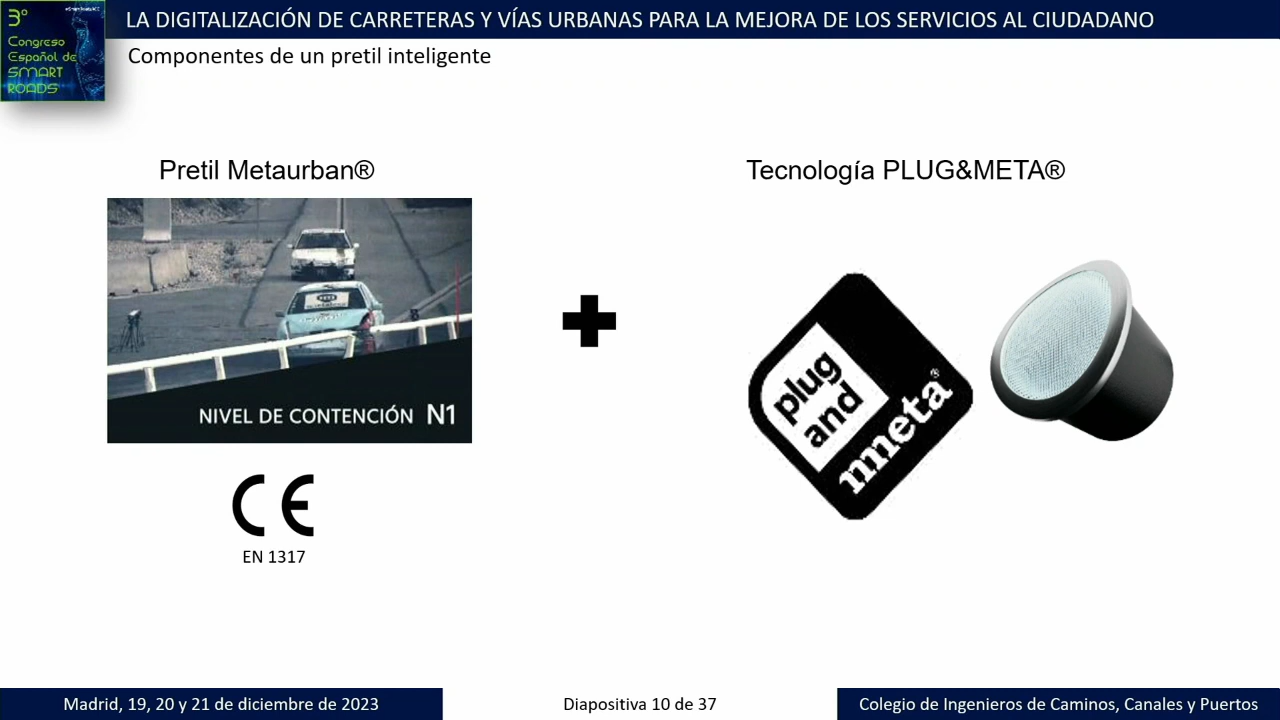 3º
Congreso
Español de
SMART
ROADS
LA DIGITALIZACIÓN DE CARRETERAS Y VÍAS URBANAS PARA LA MEJORA DE LOS SERVICIOS AL CIUDADANO
Componentes de un pretil inteligente
Pretil Metaurban®
NIVEL DE CONTENCIÓN N1
CE
EN 1317
Tecnología PLUG&META®
plug
and
meta®
Madrid, 19, 20 y 21 de diciembre de 2023
Diapositiva 10 de 37
Colegio de Ingenieros de Caminos, Canales y Puertos